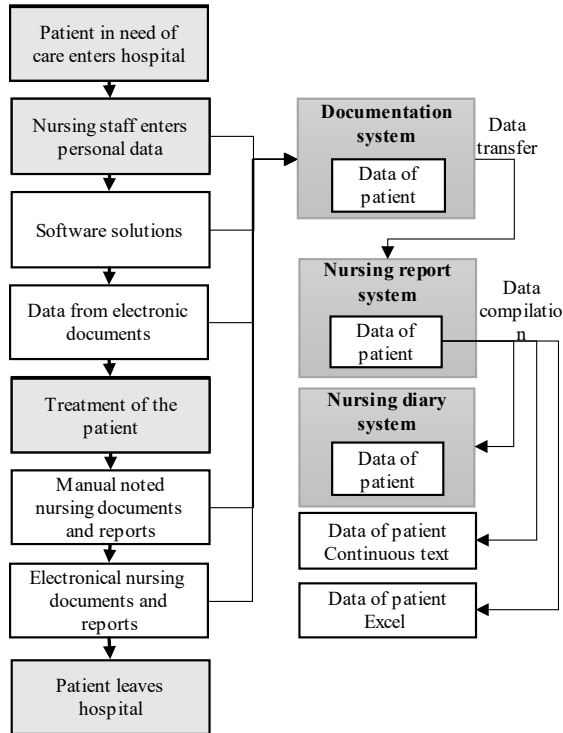 Patient in need of
care enters hospital
Nursing staff enters
personal data
Software solutions
Data from electronic
documents
Treatment of the
patient
Manual noted
nursing documents
and reports
Electronical nursing
documents and
reports
Patient leaves
hospital
Documentation
system
Data of
patient
Data
transfer
Nursing report
system
Data of
patient
Data
compilatio
n
Nursing diary
system
Data of
patient
Data of patient
Continuous text
Data of patient
Excel